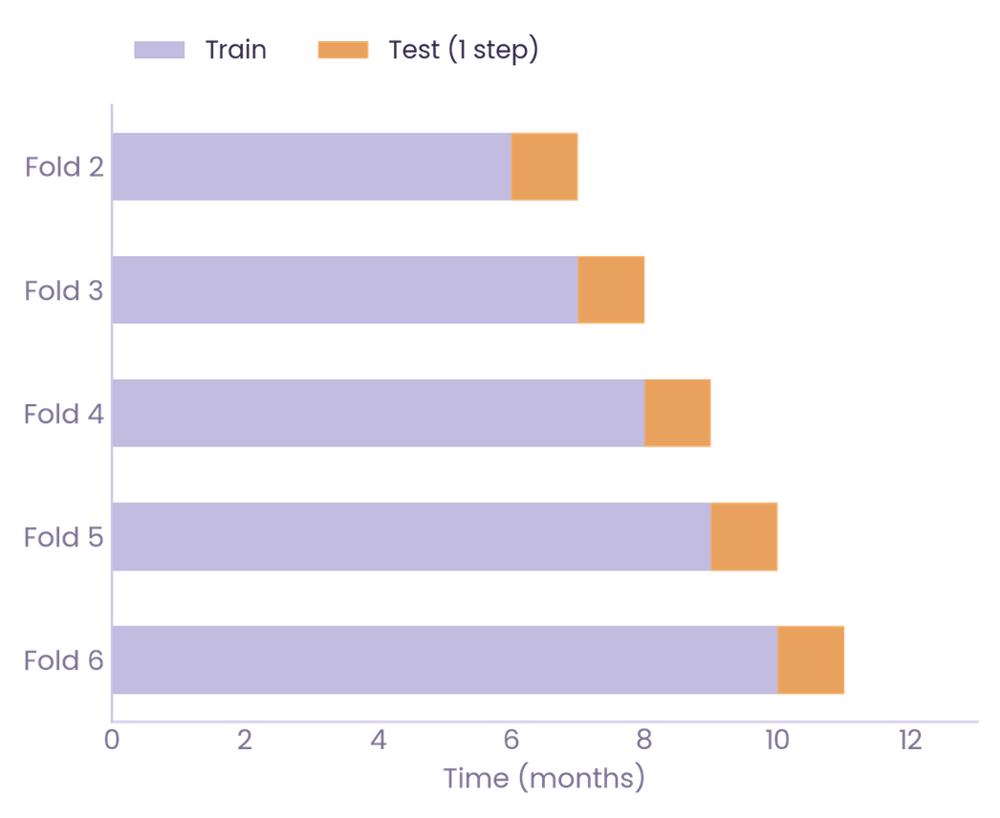 Train Test (1 step)
Fold 2
Fold 3
Fold 4
Fold 5
Fold 6
0 2 4 6 8 10 12
Time (months)